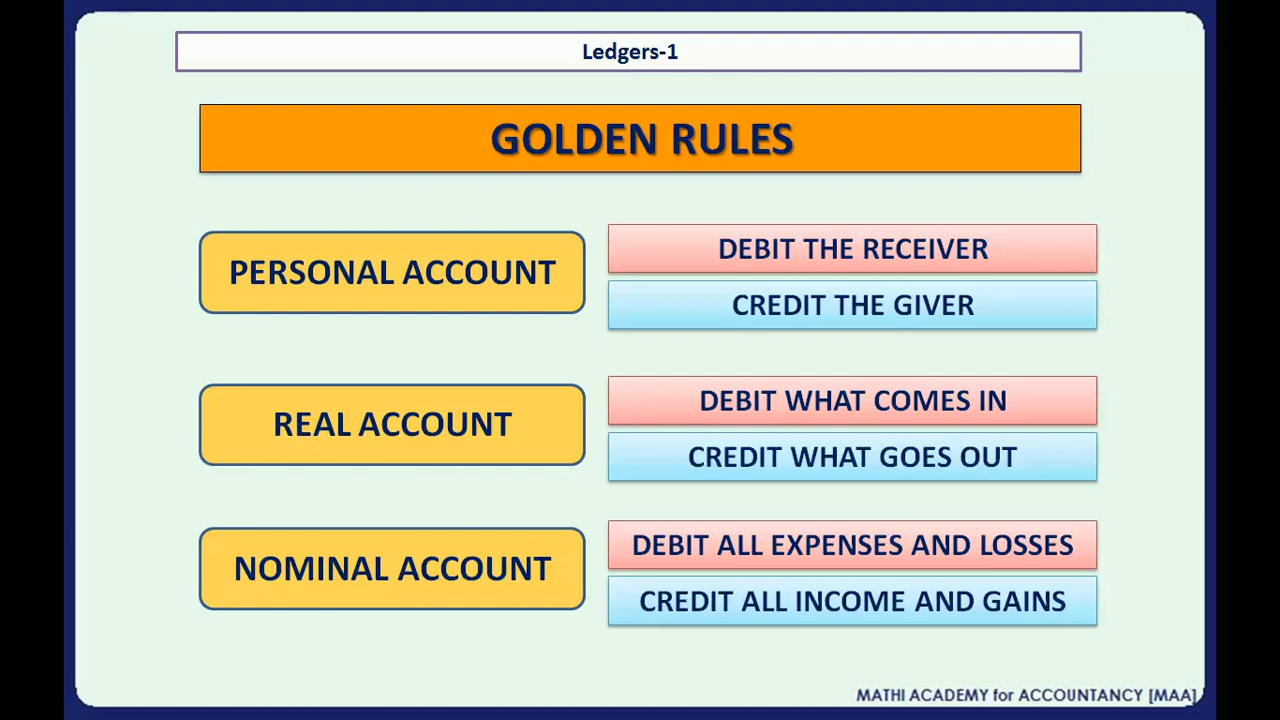 Ledgers-1
GOLDEN RULES
PERSONAL ACCOUNT
DEBIT THE RECEIVER
CREDIT THE GIVER
REAL ACCOUNT
DEBIT WHAT COMES IN
CREDIT WHAT GOES OUT
NOMINAL ACCOUNT
DEBIT ALL EXPENSES AND LOSSES
CREDIT ALL INCOME AND GAINS
MATHI ACADEMY for ACCOUNTANCY [MAA]